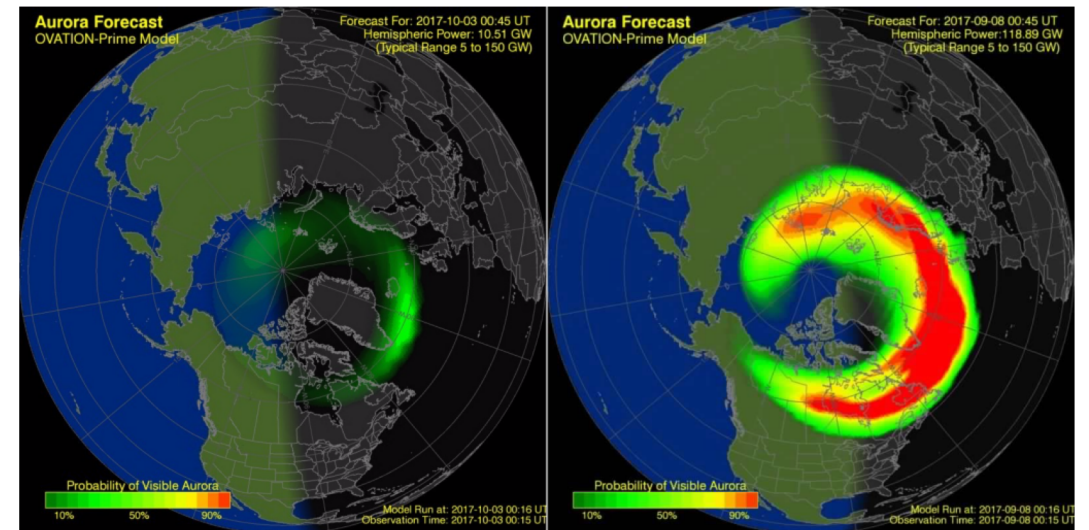 Aurora Forecast
OVATION-Prime Model
Forecast For: 2017-10-03 00:45 UT
Hemispheric Power: 10.51 GW
(Typical Range 5 to 150 GW)
Probability of Visible Aurora
10% 50% 90%
Model Run at: 2017-10-03 00:16 UT
Observation Time: 2017-10-03 00:15 UT
Aurora Forecast
OVATION-Prime Model
Forecast For: 2017-09-08 00:45 UT
Hemispheric Power:118.89 GW
(Typical Range 5 to 150 GW)
Probability of Visible Aurora
10% 50% 90%
Model Run at: 2017-09-08 00:16 UT
Observation Time: 2017-09-08 00:15 UT